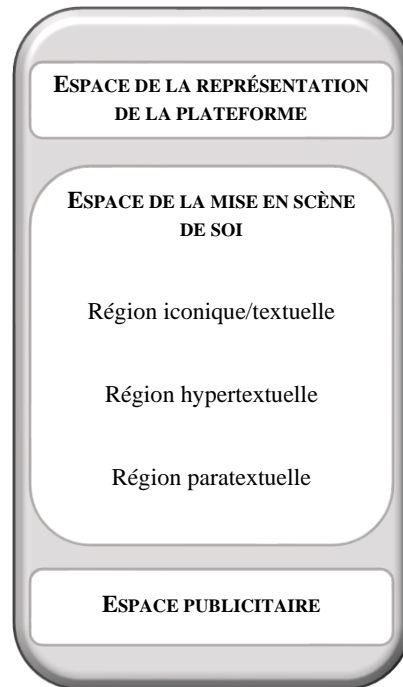 ESPACE DE LA REPRÉSENTATION
DE LA PLATEFORME
ESPACE DE LA MISE EN SCÈNE
DE SOI
Région iconique/textuelle
Région hypertextuelle
Région paratextuelle
ESPACE PUBLICITAIRE